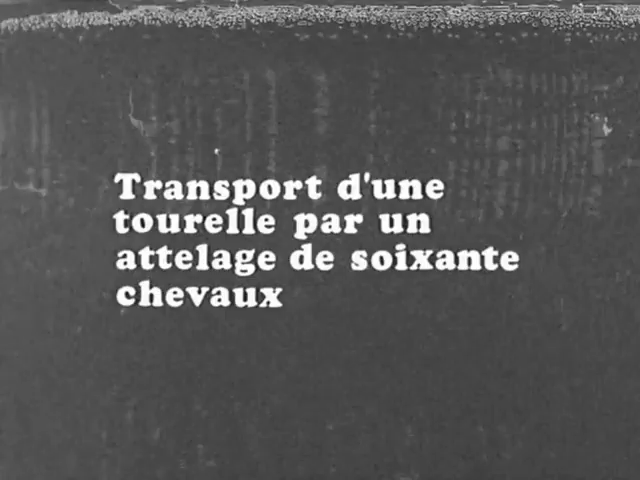 Transport d'une
tourelle par un
attelage de soixante
chevaux